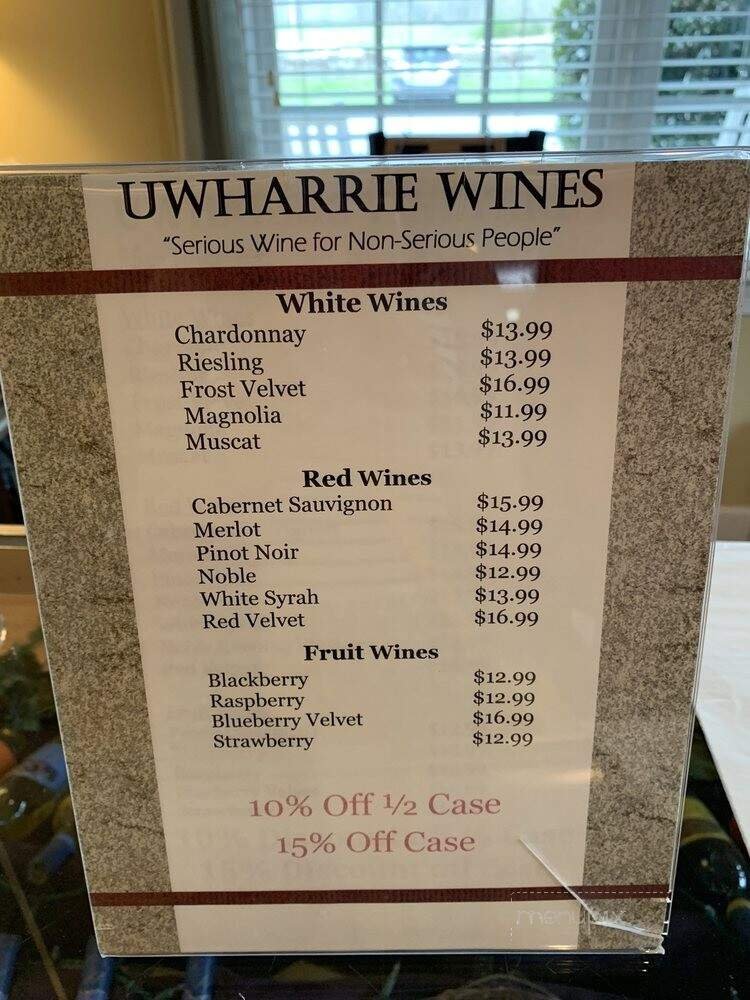 UWHARRIE WINES
"Serious Wine for Non-Serious People"
White Wines
Chardonnay $13.99
Riesling $13.99
Frost Velvet $16.99
Magnolia $11.99
Muscat $13.99
Red Wines
Cabernet Sauvignon $15.99
Merlot $14.99
Pinot Noir $14.99
Noble $12.99
White Syrah $13.99
Red Velvet $16.99
Fruit Wines
Blackberry $12.99
Raspberry $12.99
Blueberry Velvet $16.99
Strawberry $12.99
10% Off ½ Case
15% Off Case